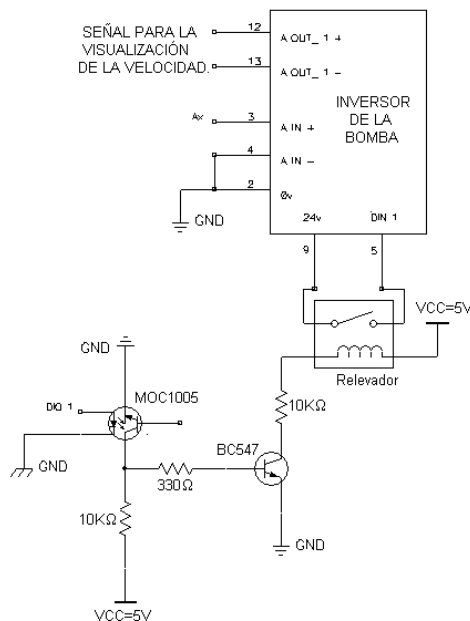 SEÑAL PARA LA
VISUALIZACIÓN
DE LA VELOCIDAD.
12
A OUT_ 1 +
13
A OUT_ 1 -
INVERSOR
DE LA
BOMBA
Av
3
A IN +
4
A IN -
2
0v
GND
24v
DIN 1
9
5
VCC=5V
Relevador
GND
MOC1005
DIO 1
10KΩ
BC547
GND
330Ω
10KΩ
GND
VCC=5V